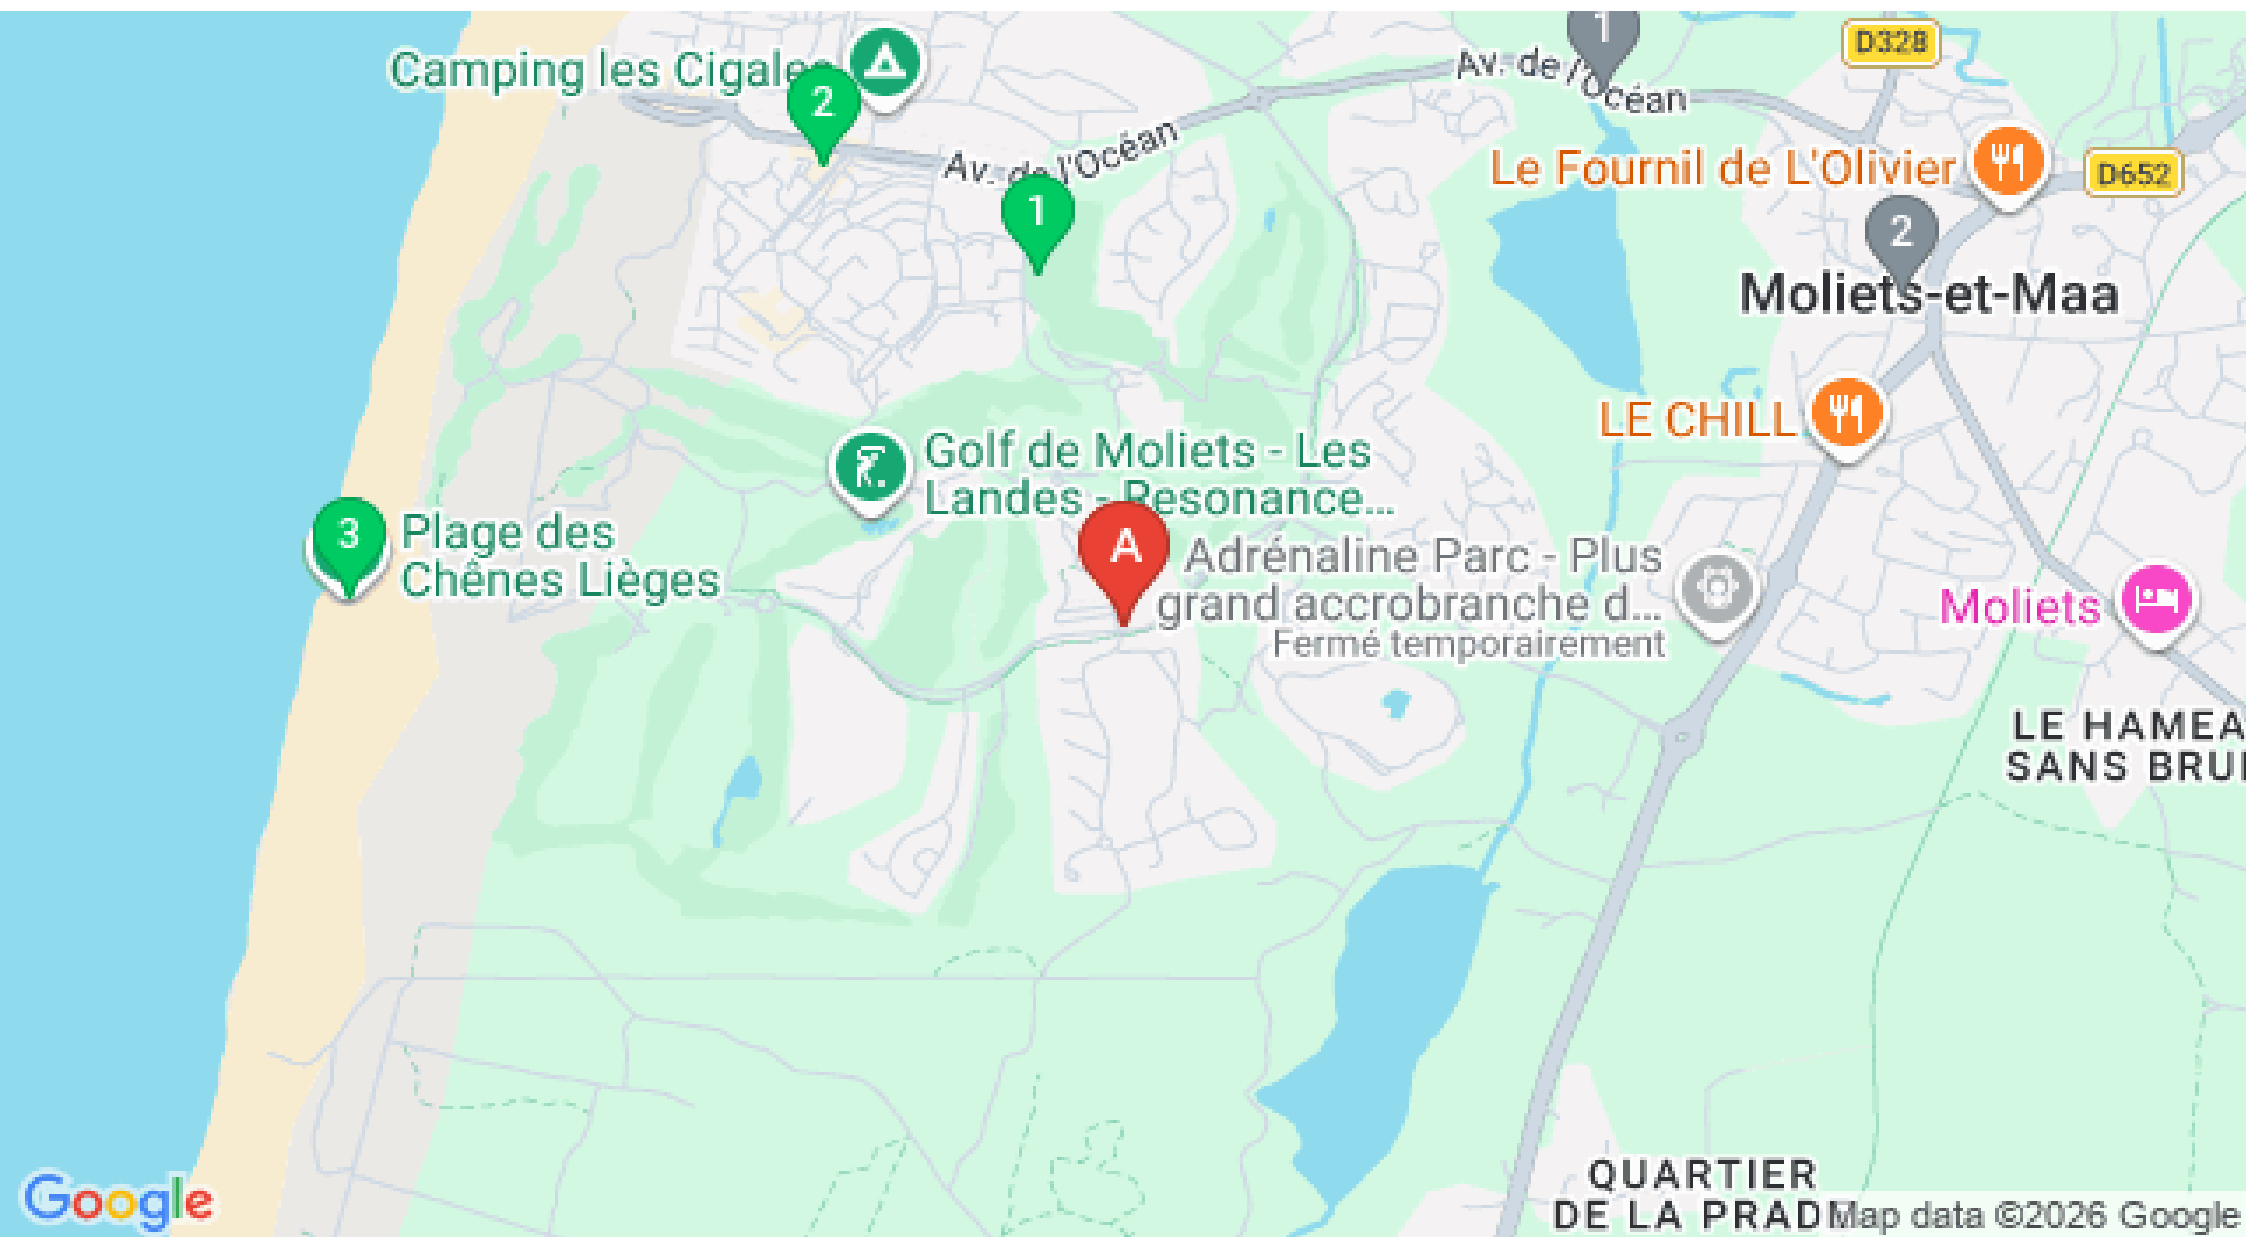 1
D328
Camping les Cigales
Av. de l'Océan
2
Av. de l'Océan
Le Fournil de L'Olivier
D652
1
2
Moliets-et-Maa
LE CHILL
Golf de Moliets - Les
Landes - Resonance...
3
Plage des
Chênes Lièges
A
Adrénaline Parc - Plus
grand accrobranche d...
Fermé temporairement
Moliets
LE HAMEA
SANS BRUI
QUARTIER
DE LA PRAD
Google
Map data ©2026 Google